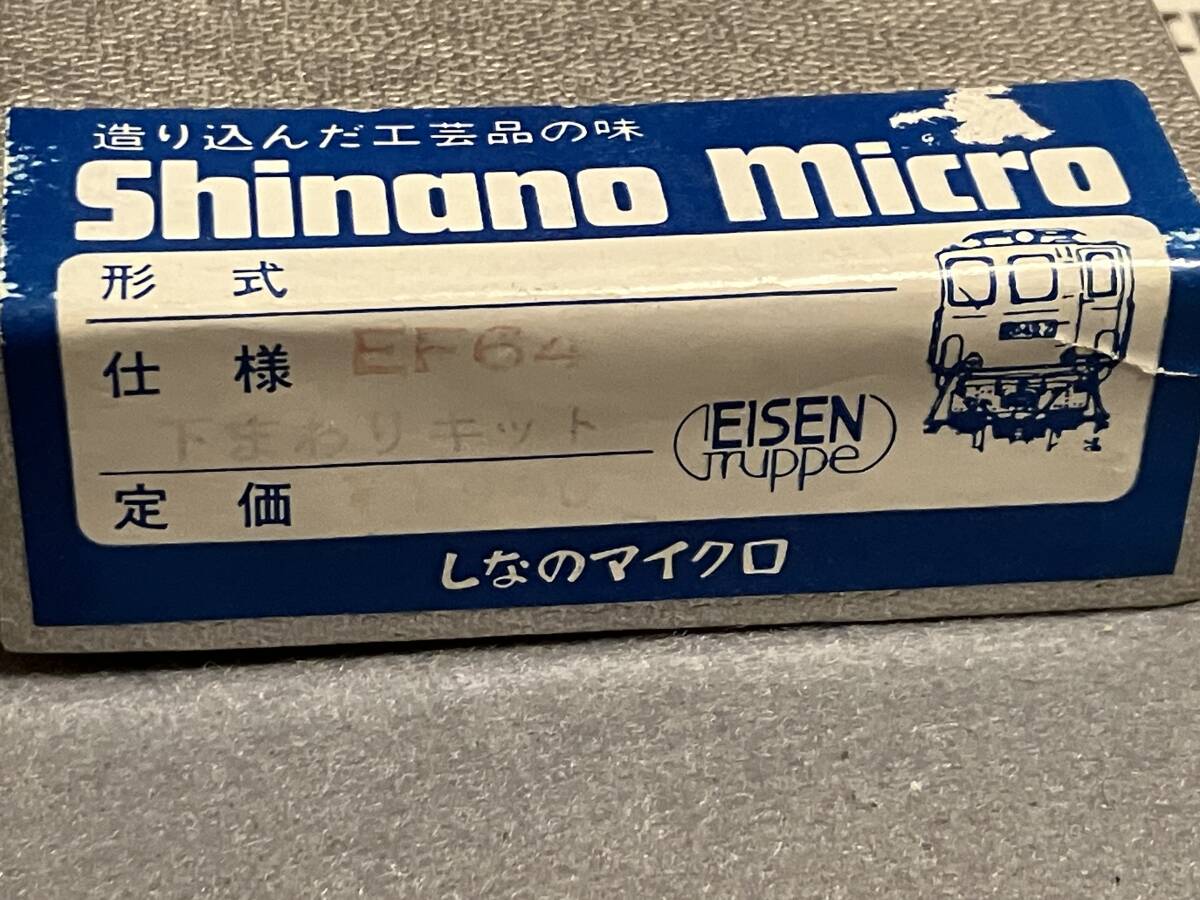 造り込んだ工芸品の味
Shinano Micro
形 式
仕 様 EF64
下まわりキット
EISEN
Truppe
定 価
しなのマイクロ